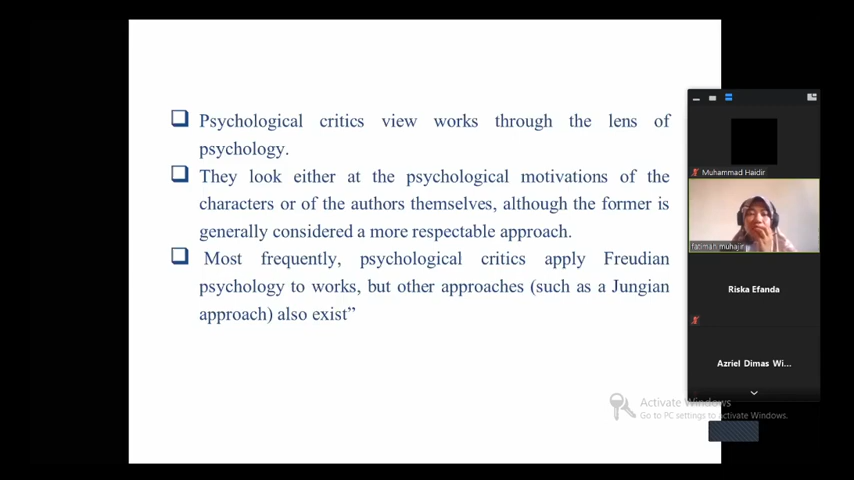 Psychological critics view works through the lens of
psychology.
They look either at the psychological motivations of the
characters or of the authors themselves, although the former is
generally considered a more respectable approach.
Most frequently, psychological critics apply Freudian
psychology to works, but other approaches (such as a Jungian
approach) also exist”
Muhammad Haidir
fatimah muhajir
Riska Efanda
Azriel Dimas Wi...
Activate Windows
Go to PC settings to activate Windows.